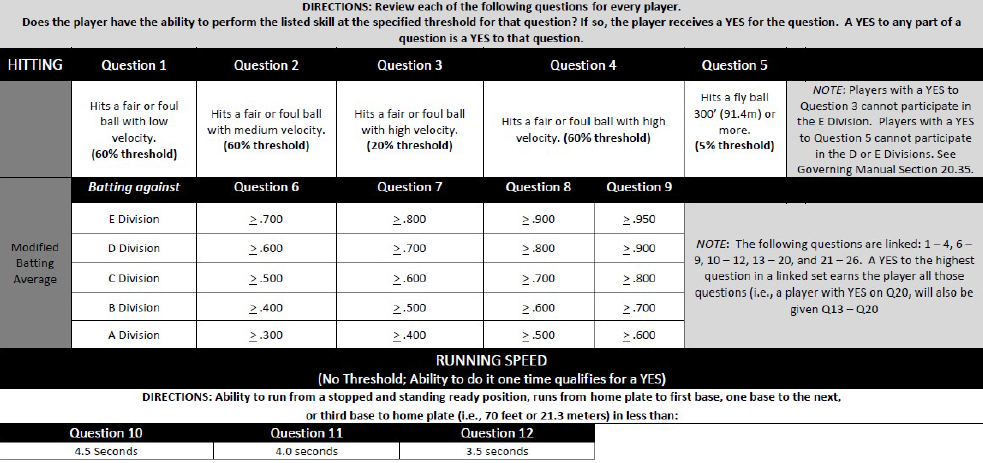 DIRECTIONS: Review each of the following questions for every player.
Does the player have the ability to perform the listed skill at the specified threshold for that question? If so, the player receives a YES for the question.  A YES to any part of a
question is a YES to that question.
HITTING
Question 1
Question 2
Question 3
Question 4
Question 5
Hits a fair or foul
ball with low
velocity.
(60% threshold)
Hits a fair or foul ball
with medium velocity.
(60% threshold)
Hits a fair or foul ball
with high velocity.
(20% threshold)
Hits a fair or foul ball with high
velocity. (60% threshold)
Hits a fly ball
300' (91.4m) or
more.
(5% threshold)
NOTE: Players with a YES to
Question 3 cannot participate in
the E Division.  Players with a YES
to Question 5 cannot participate
in the D or E Divisions. See
Governing Manual Section 20.35.
Modified
Batting
Average
Batting against
Question 6
Question 7
Question 8
Question 9
E Division
≥ .700
≥ .800
≥ .900
≥ .950
D Division
≥ .600
≥ .700
≥ .800
≥ .900
C Division
≥ .500
≥ .600
≥ .700
≥ .800
B Division
≥ .400
≥ .500
≥ .600
≥ .700
A Division
≥ .300
≥ .400
≥ .500
≥ .600
NOTE:  The following questions are linked: 1 – 4, 6 –
9, 10 – 12, 13 – 20, and 21 – 26.  A YES to the highest
question in a linked set earns the player all those
questions (i.e., a player with YES on Q20, will also be
given Q13 – Q20
RUNNING SPEED
(No Threshold; Ability to do it one time qualifies for a YES)
DIRECTIONS: Ability to run from a stopped and standing ready position, runs from home plate to first base, one base to the next,
or third base to home plate (i.e., 70 feet or 21.3 meters) in less than:
Question 10
Question 11
Question 12
4.5 Seconds
4.0 seconds
3.5 seconds